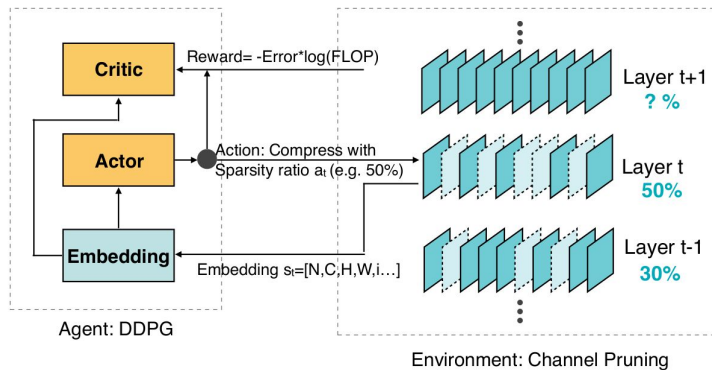 Critic
Reward= -Error*log(FLOP)
Layer t+1
? %
Actor
Action: Compress with
Sparsity ratio aₜ (e.g. 50%)
Layer t
50%
Embedding
Embedding sₜ=[N,C,H,W,i…]
Layer t-1
30%
Agent: DDPG
Environment: Channel Pruning